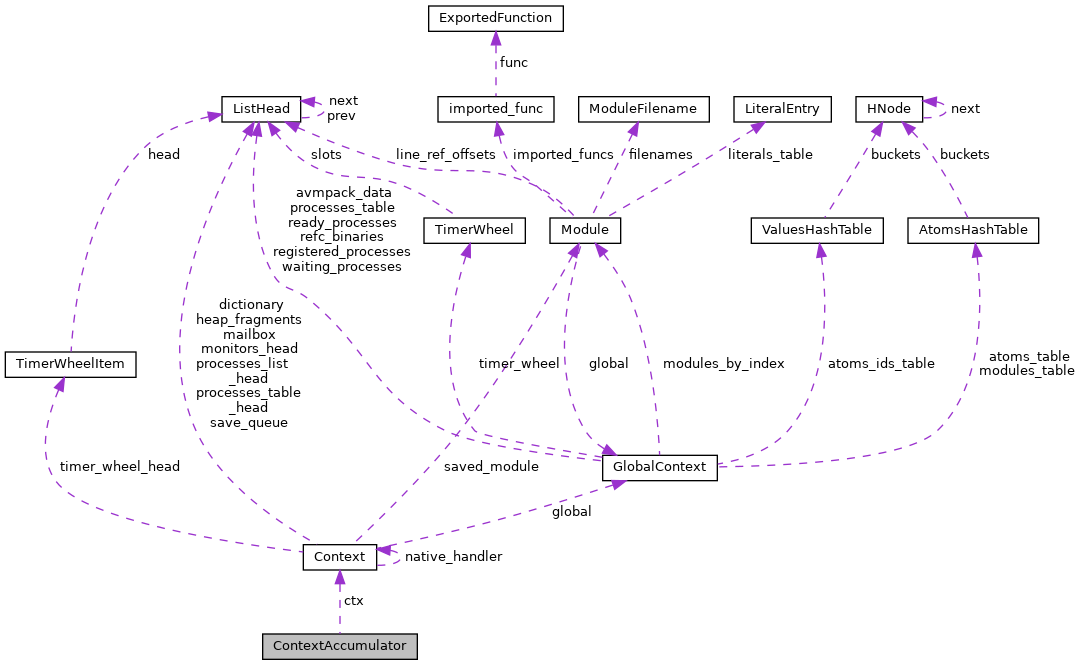 ExportedFunction
func
ListHead
next
prev
imported_func
ModuleFilename
LiteralEntry
HNode
next
head
slots
line_ref_offsets
imported_funcs
filenames
literals_table
buckets
buckets
avmpack_data
processes_table
ready_processes
refc_binaries
registered_processes
waiting_processes
TimerWheel
Module
ValuesHashTable
AtomsHashTable
dictionary
heap_fragments
mailbox
monitors_head
processes_list
_head
processes_table
_head
save_queue
TimerWheelItem
timer_wheel
global
modules_by_index
atoms_ids_table
atoms_table
modules_table
timer_wheel_head
saved_module
GlobalContext
global
Context
native_handler
ctx
ContextAccumulator